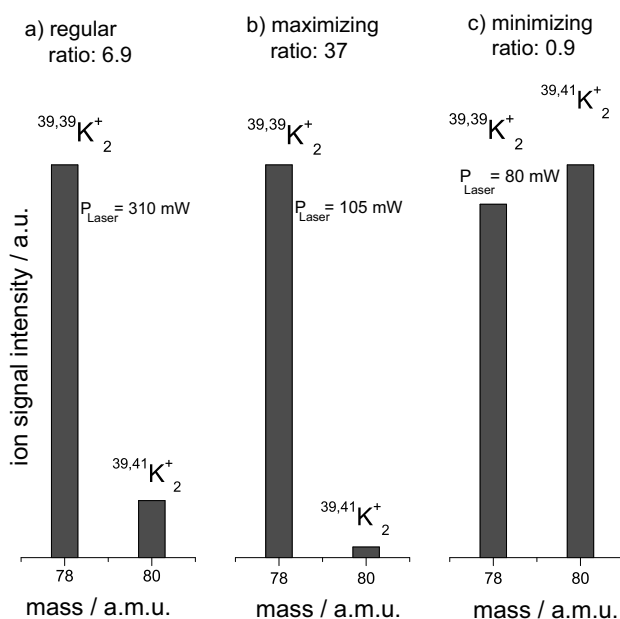 a) regular
ratio: 6.9
39,39K+2
PLaser= 310 mW
39,41K+2
78
80
mass / a.m.u.
ion signal intensity / a.u.
b) maximizing
ratio: 37
39,39K+2
PLaser= 105 mW
39,41K+2
78
80
mass / a.m.u.
c) minimizing
ratio: 0.9
39,41K+2
39,39K+2
PLaser= 80 mW
78
80
mass / a.m.u.